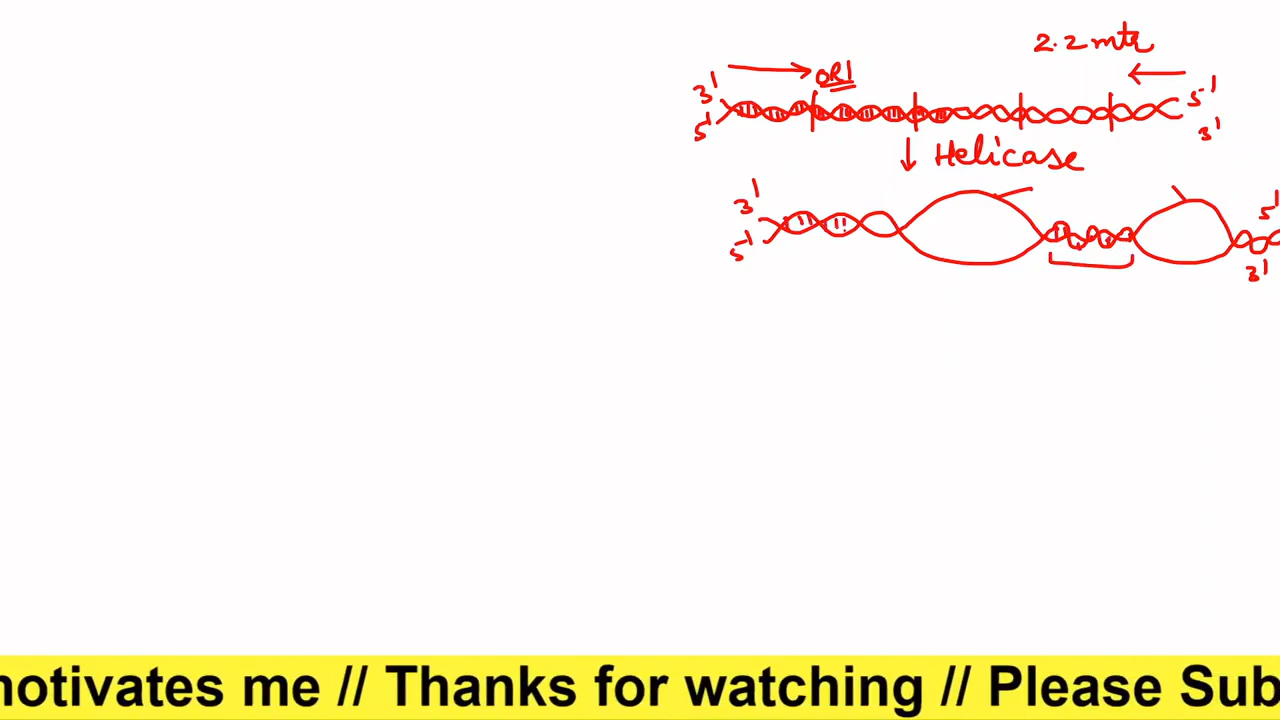 2.2 mtr
ORI
3' 5'
5' 3'
Helicase
3' 5'
5' 3'
notivates me // Thanks for watching // Please Sub